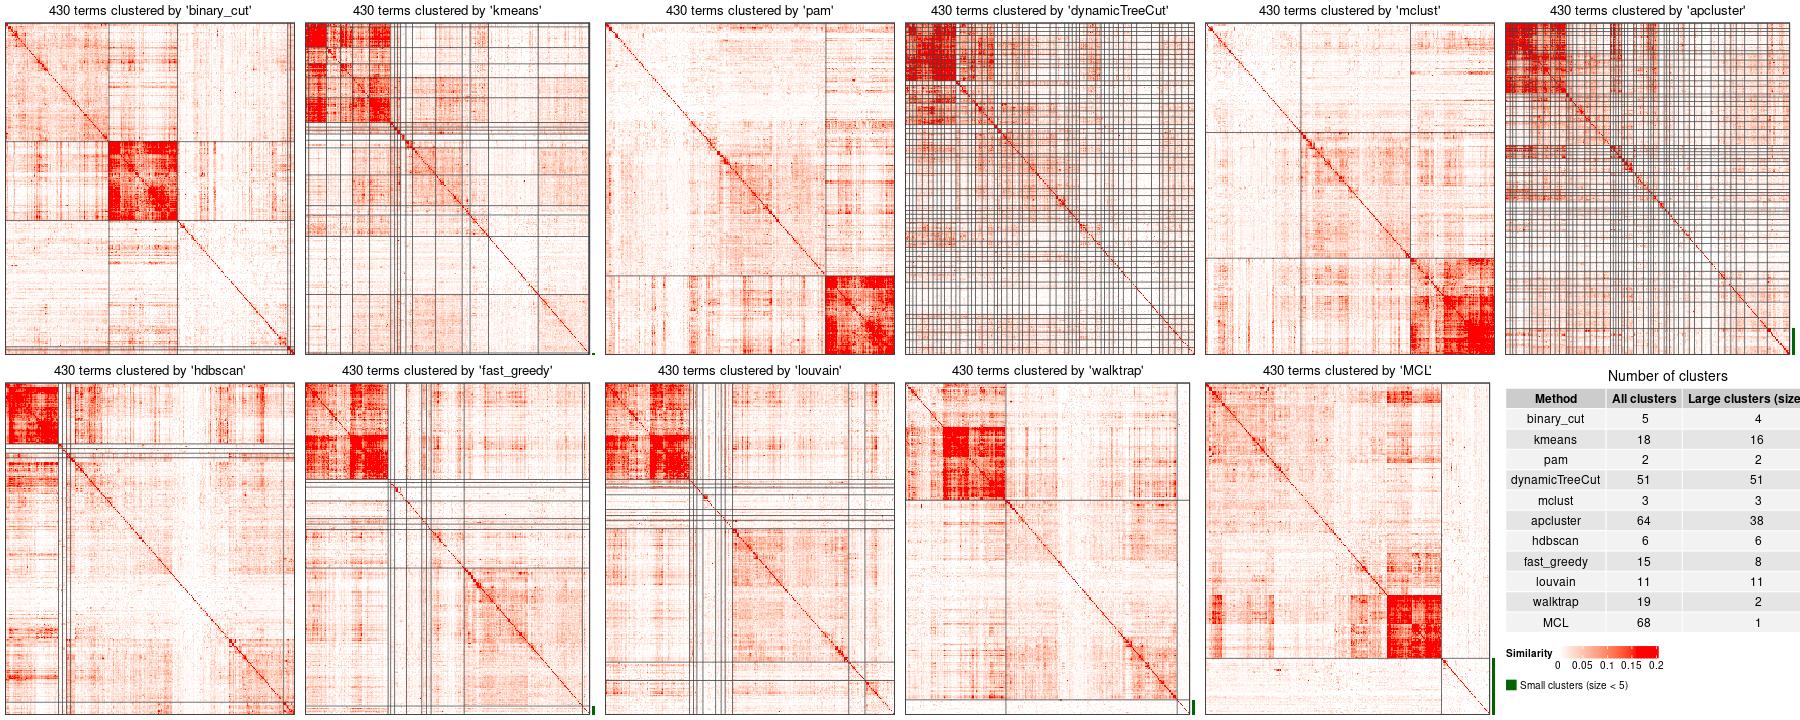 430 terms clustered by 'binary_cut'
430 terms clustered by 'kmeans'
430 terms clustered by 'pam'
430 terms clustered by 'dynamicTreeCut'
430 terms clustered by 'mclust'
430 terms clustered by 'apcluster'
430 terms clustered by 'hdbscan'
430 terms clustered by 'fast_greedy'
430 terms clustered by 'louvain'
430 terms clustered by 'walktrap'
430 terms clustered by 'MCL'
Number of clusters
Method All clusters Large clusters (size
binary_cut 5 4
kmeans 18 16
pam 2 2
dynamicTreeCut 51 51
mclust 3 3
apcluster 64 38
hdbscan 6 6
fast_greedy 15 8
louvain 11 11
walktrap 19 2
MCL 68 1
Similarity
0 0.05 0.1 0.15 0.2
Small clusters (size < 5)